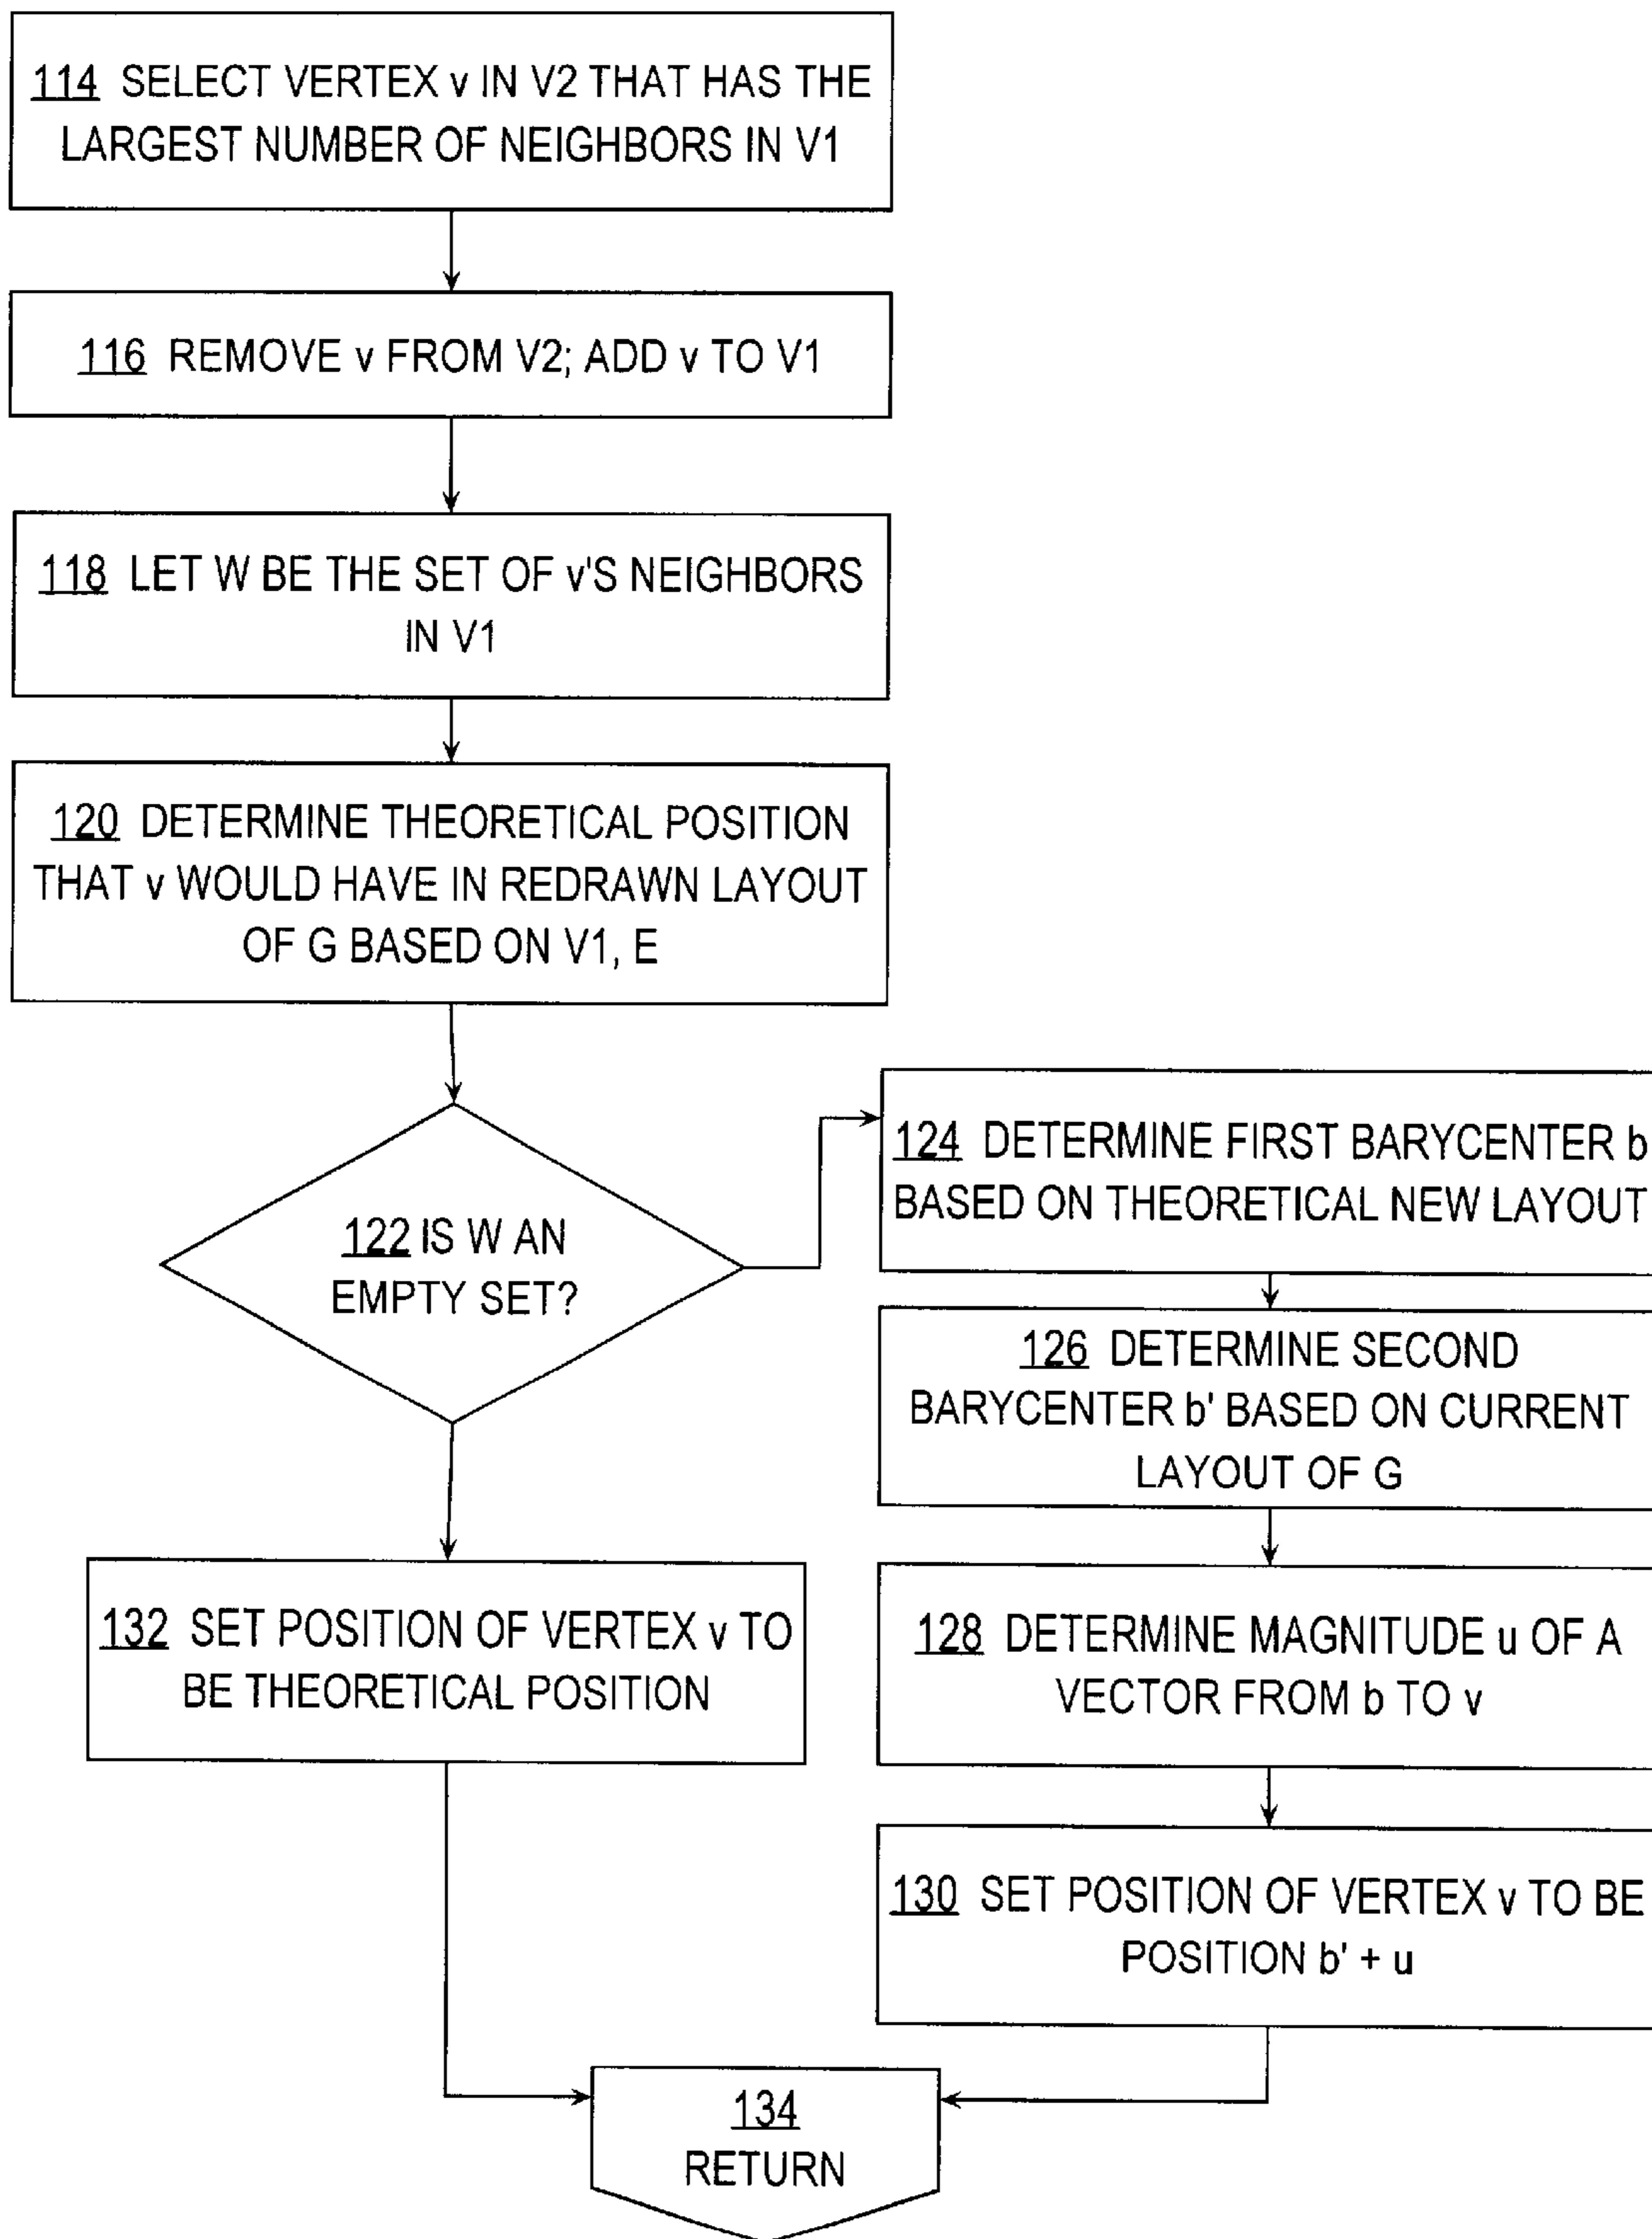 114 SELECT VERTEX v IN V2 THAT HAS THE
LARGEST NUMBER OF NEIGHBORS IN V1
116 REMOVE v FROM V2; ADD v TO V1
118 LET W BE THE SET OF v'S NEIGHBORS
IN V1
120 DETERMINE THEORETICAL POSITION
THAT v WOULD HAVE IN REDRAWN LAYOUT
OF G BASED ON V1, E
122 IS W AN
EMPTY SET?
124 DETERMINE FIRST BARYCENTER b
BASED ON THEORETICAL NEW LAYOUT
126 DETERMINE SECOND
BARYCENTER b' BASED ON CURRENT
LAYOUT OF G
128 DETERMINE MAGNITUDE u OF A
VECTOR FROM b TO v
130 SET POSITION OF VERTEX v TO BE
POSITION b' + u
132 SET POSITION OF VERTEX v TO
BE THEORETICAL POSITION
134
RETURN